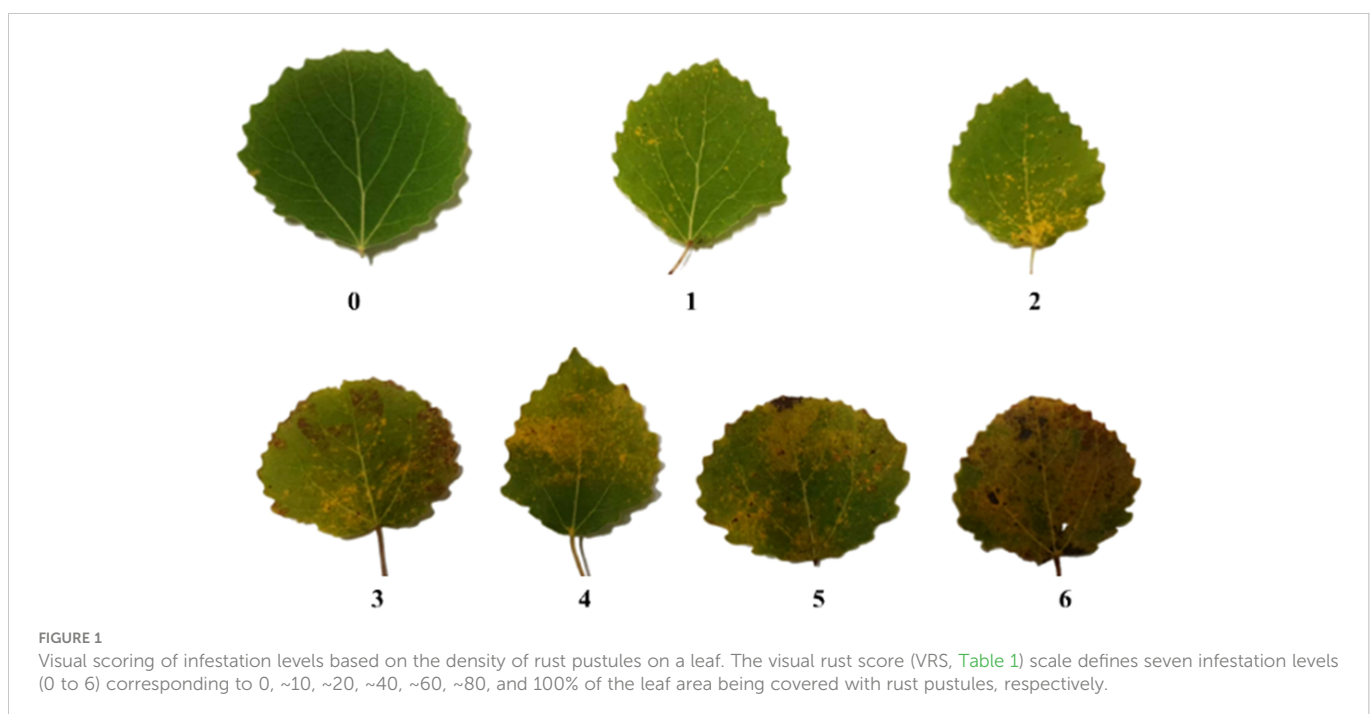 0
1
2
3
4
5
6
FIGURE 1
Visual scoring of infestation levels based on the density of rust pustules on a leaf. The visual rust score (VRS, Table 1) scale defines seven infestation levels
(0 to 6) corresponding to 0, ~10, ~20, ~40, ~60, ~80, and 100% of the leaf area being covered with rust pustules, respectively.